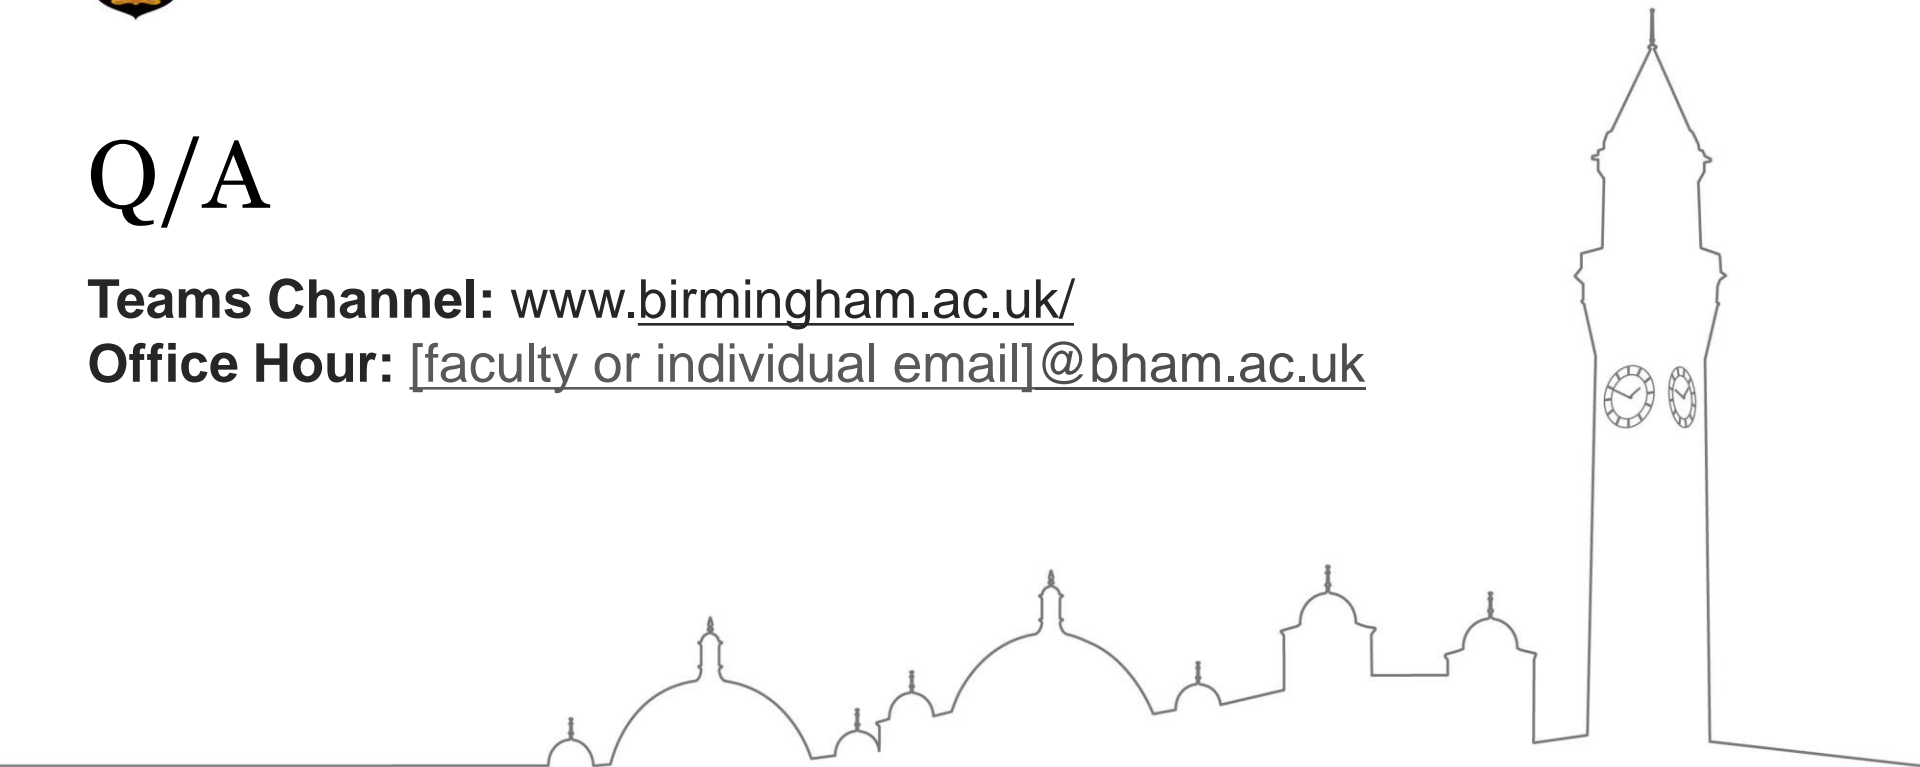 Q/A
Teams Channel: www.birmingham.ac.uk/
Office Hour: [faculty or individual email]@bham.ac.uk